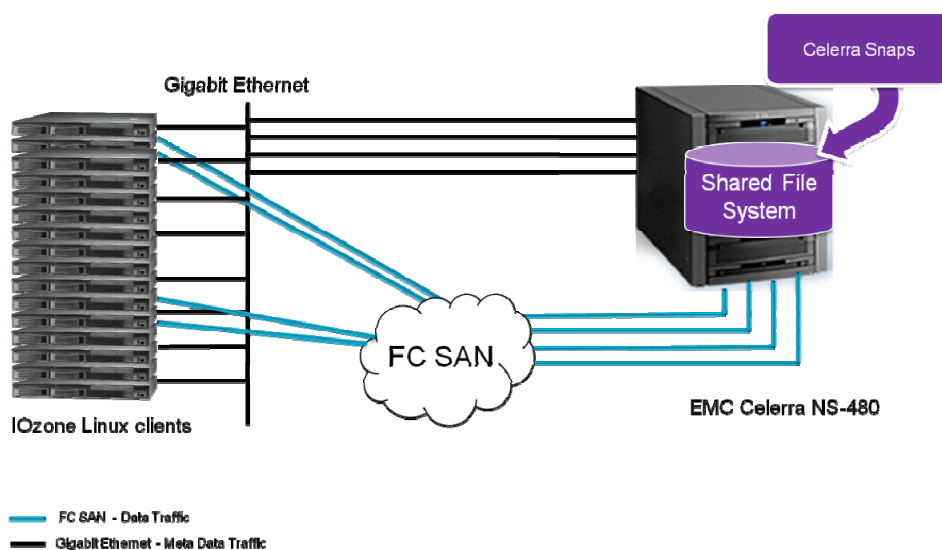 Celerra Snaps
Gigabit Ethernet
Shared File
System
FC SAN
EMC Celerra NS-480
IOzone Linux clients
FC SAN - Data Traffic
Gigabit Ethernet - Meta Data Traffic